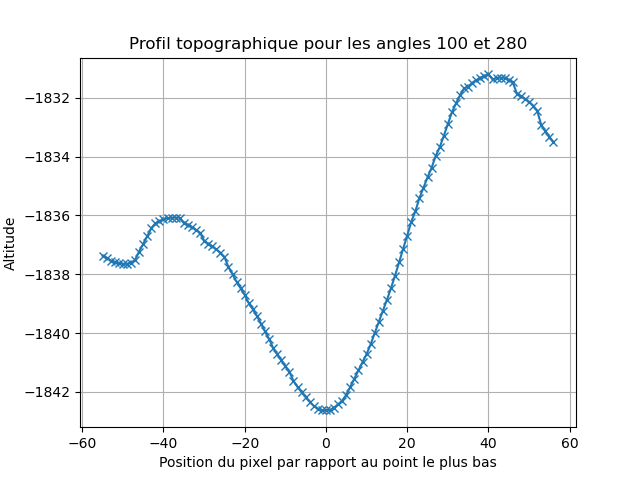 Profil topographique pour les angles 100 et 280
Altitude
−1832
−1834
−1836
−1838
−1840
−1842
−60 −40 −20 0 20 40 60
Position du pixel par rapport au point le plus bas